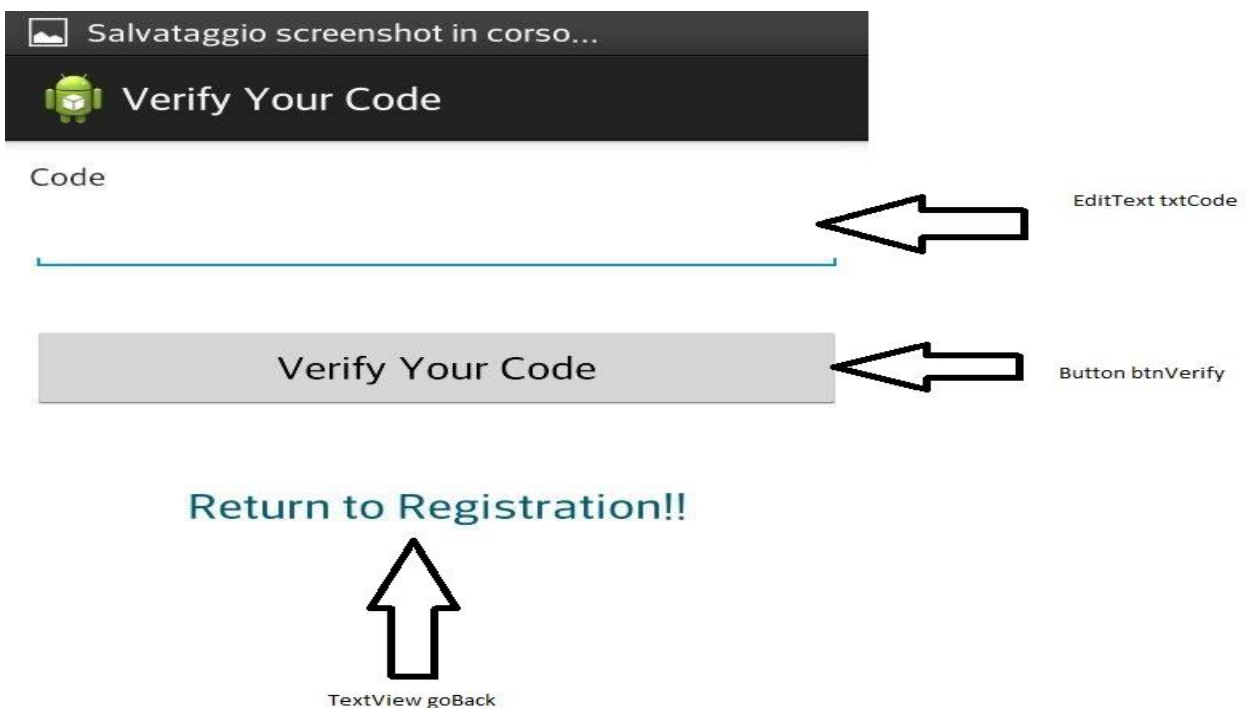 Salvataggio screenshot in corso...
Verify Your Code
Code
EditText txtCode
Verify Your Code
Button btnVerify
Return to Registration!!
TextView goBack